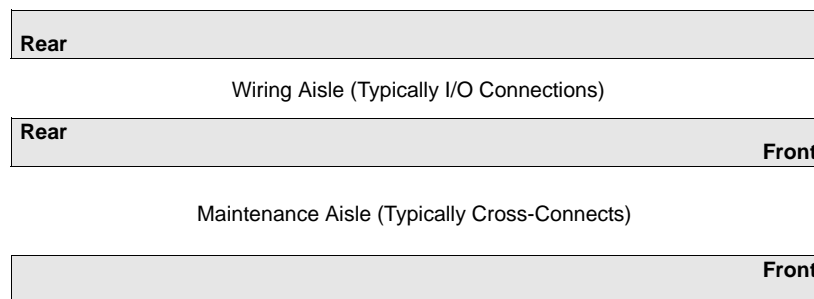 Rear
Wiring Aisle (Typically I/O Connections)
Rear
Front
Maintenance Aisle (Typically Cross-Connects)
Front